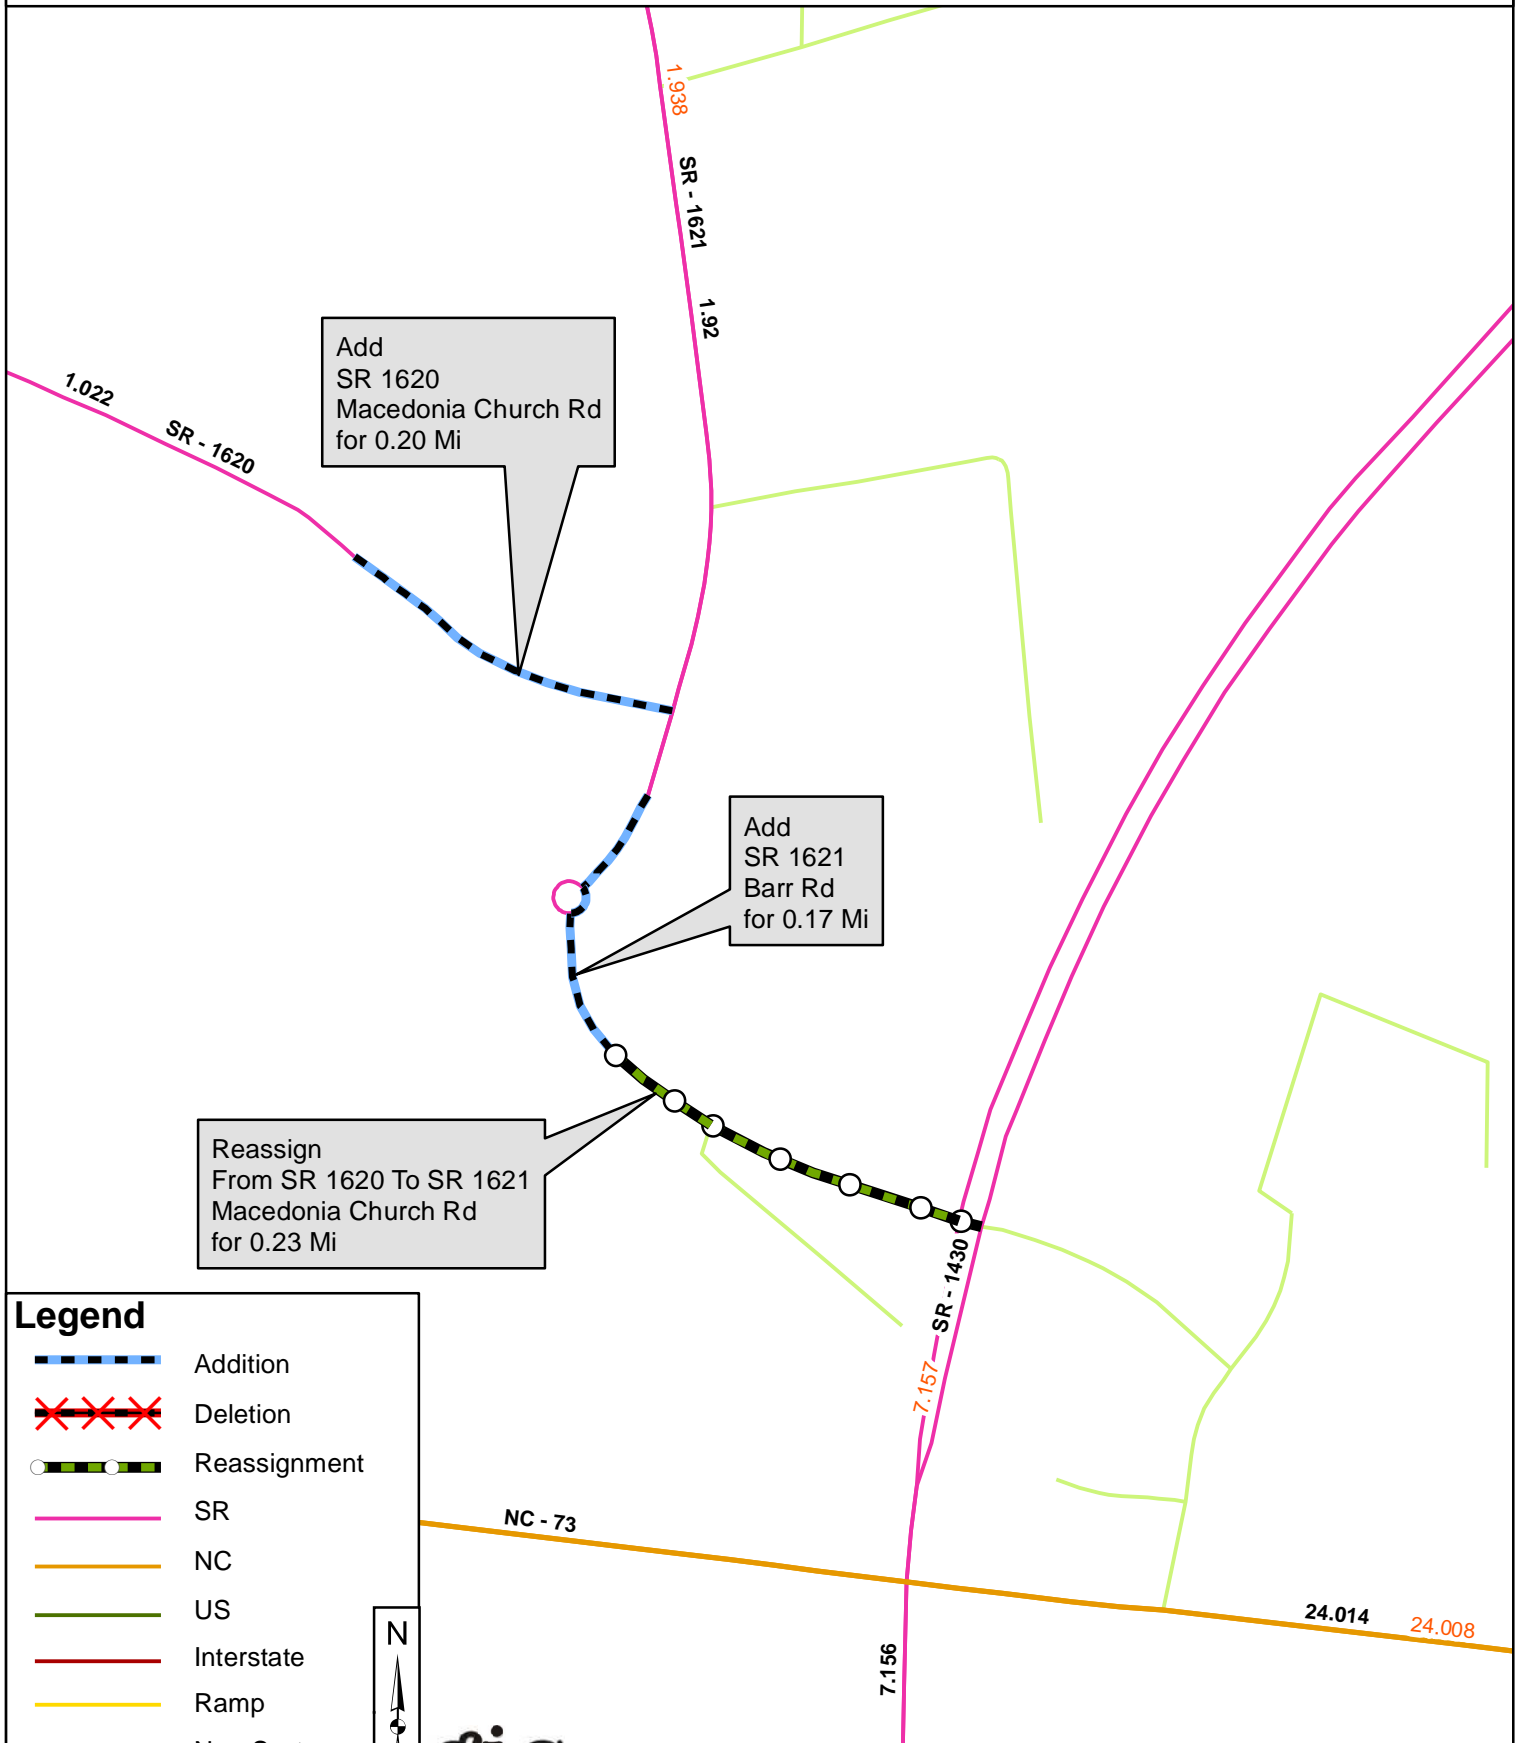 1.938
SR - 1621
1.92
Add
SR 1620
Macedonia Church Rd
for 0.20 Mi
1.022
SR - 1620
Add
SR 1621
Barr Rd
for 0.17 Mi
Reassign
From SR 1620 To SR 1621
Macedonia Church Rd
for 0.23 Mi
SR - 1430
7.157
Legend
Addition
Deletion
Reassignment
SR
NC
US
Interstate
Ramp
N
NC - 73
24.014
24.008
7.156